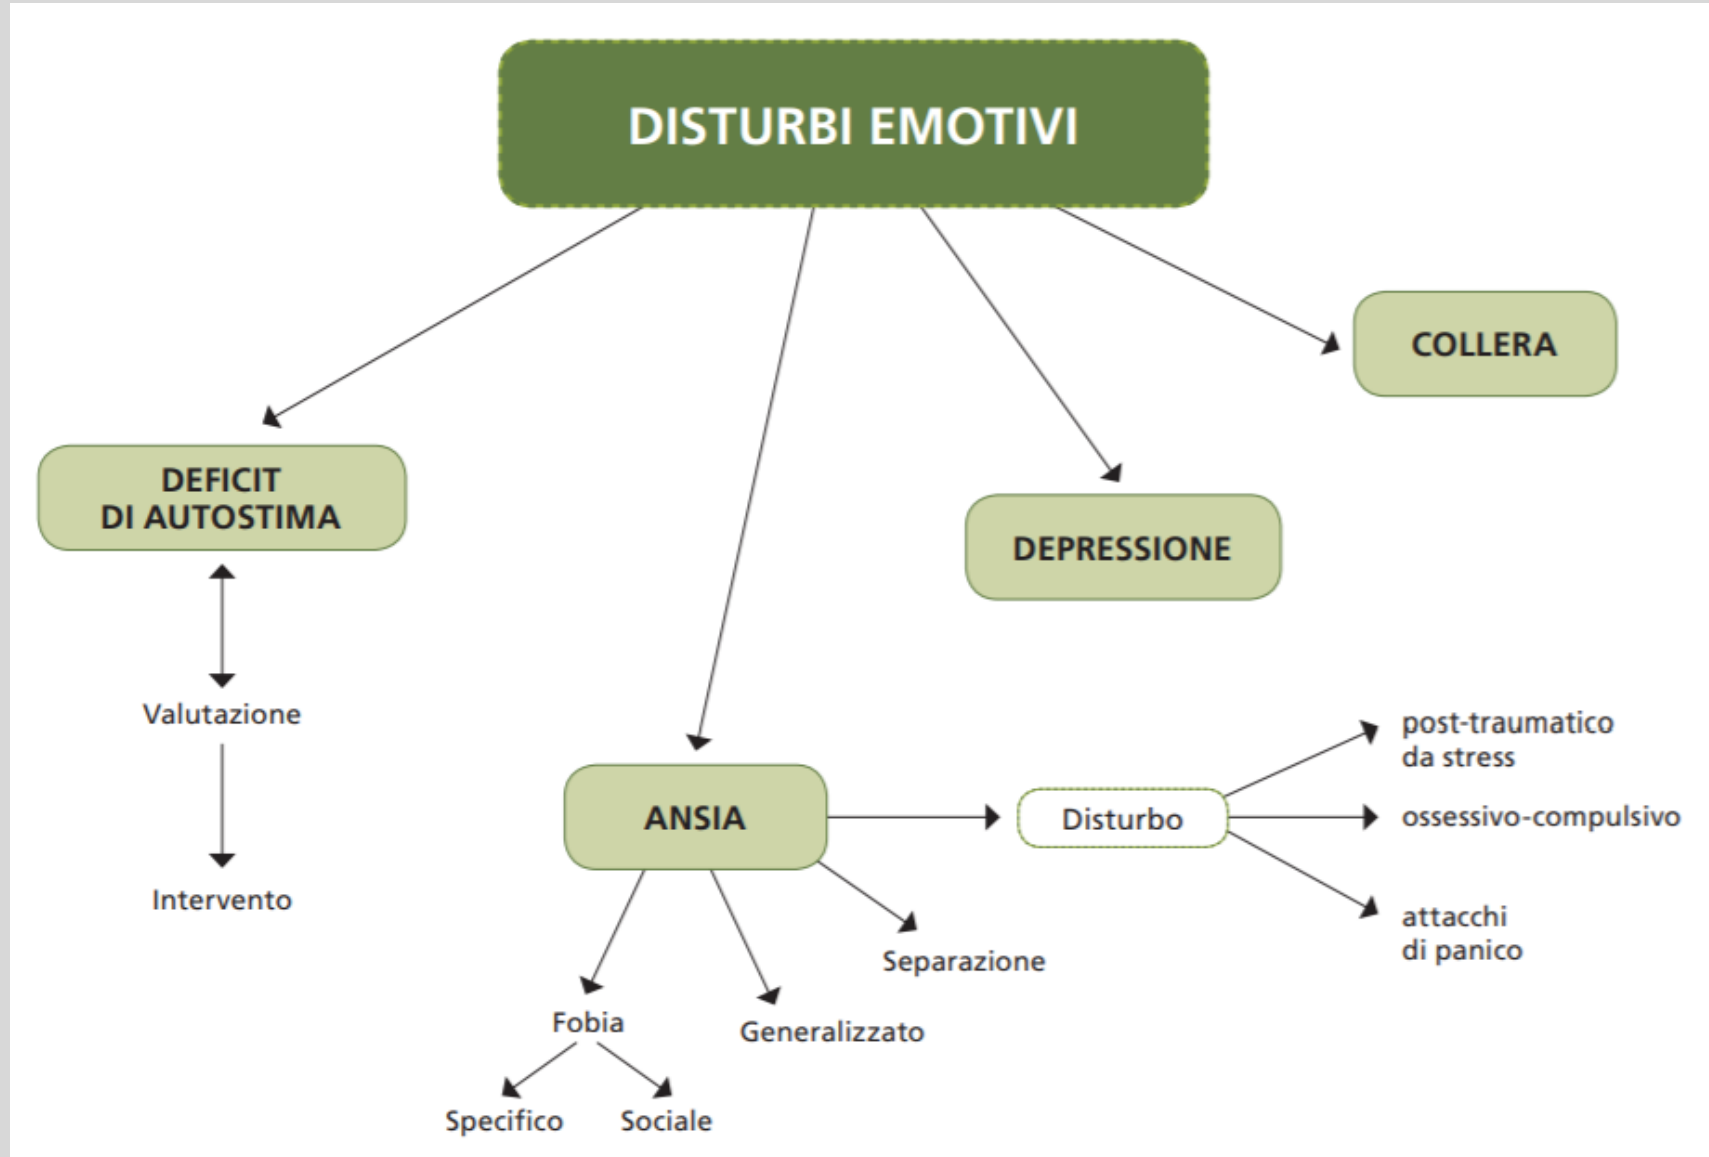 DISTURBI EMOTIVI
COLLERA
DEFICIT
DI AUTOSTIMA
DEPRESSIONE
Valutazione
Intervento
ANSIA
Disturbo
post-traumatico
da stress
ossessivo-compulsivo
attacchi
di panico
Separazione
Fobia
Generalizzato
Specifico
Sociale